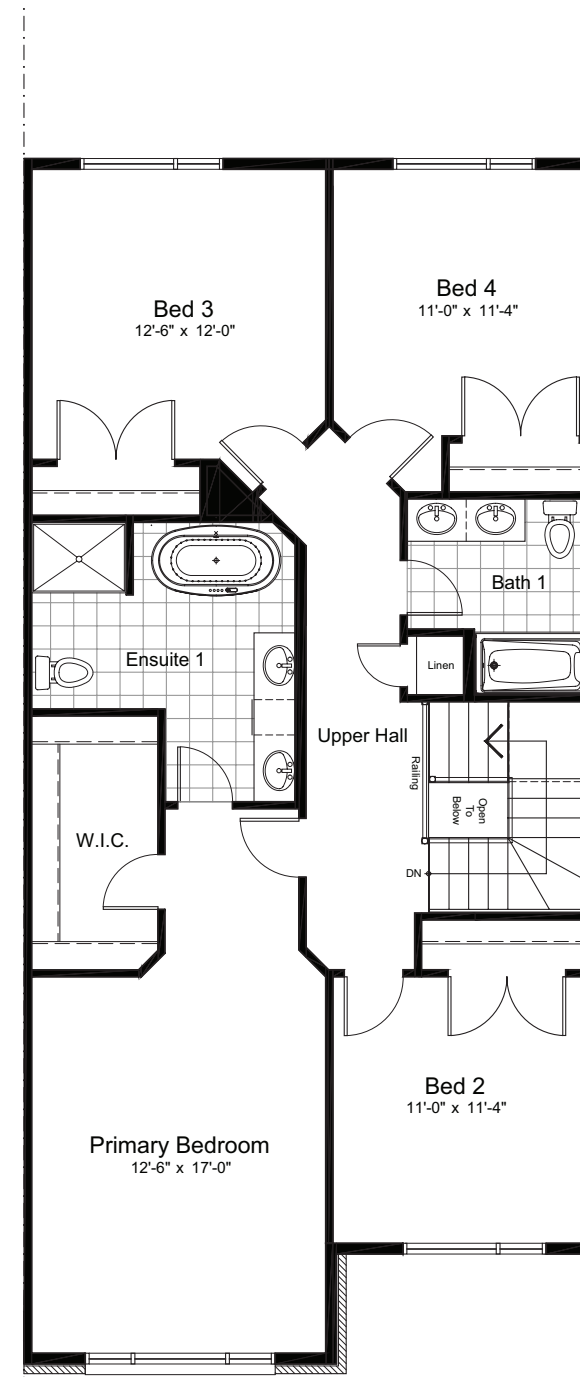 Bed 3
12'-6" x 12'-0"
Bed 4
11'-0" x 11'-4"
Bath 1
Ensuite 1
Linen
Upper Hall
Railing
Open
To
Below
W.I.C.
DN
Bed 2
11'-0" x 11'-4"
Primary Bedroom
12'-6" x 17'-0"